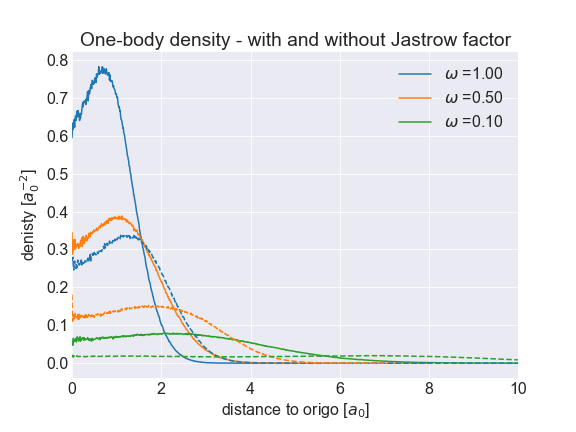 One-body density - with and without Jastrow factor
ω =1.00
ω =0.50
ω =0.10
0.8
0.7
0.6
0.5
0.4
0.3
0.2
0.1
0.0
denisty [a₀⁻²]
0 2 4 6 8 10
distance to origo [a₀]